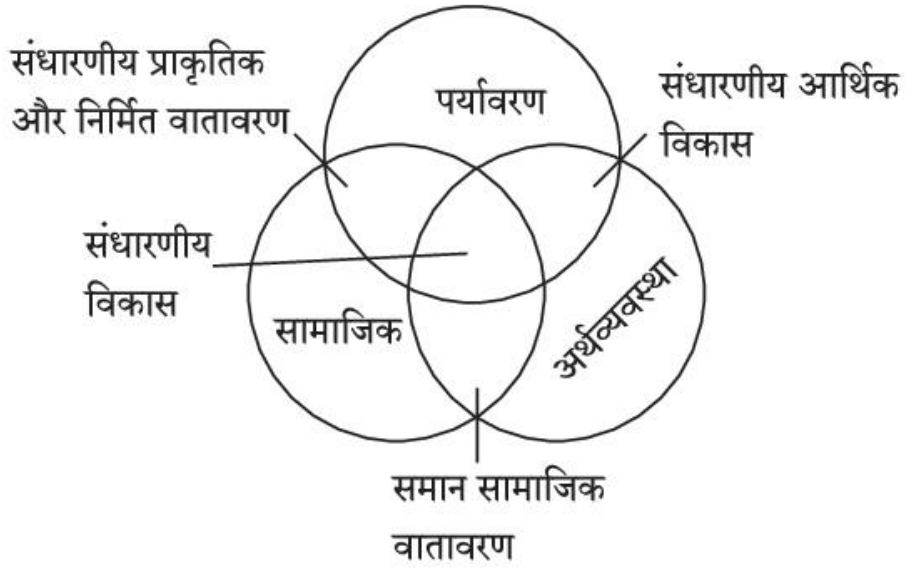 संधारणीय प्राकृतिक
और निर्मित वातावरण
पर्यावरण
संधारणीय आर्थिक
विकास
संधारणीय
विकास
सामाजिक
अर्थव्यवस्था
समान सामाजिक
वातावरण